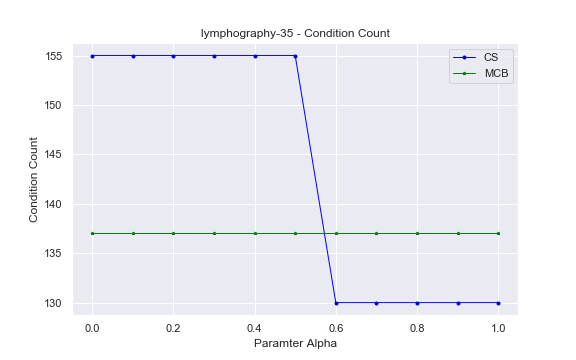 lymphography-35 - Condition Count
CS
MCB
155
150
145
140
135
130
Condition Count
0.0 0.2 0.4 0.6 0.8 1.0
Paramter Alpha